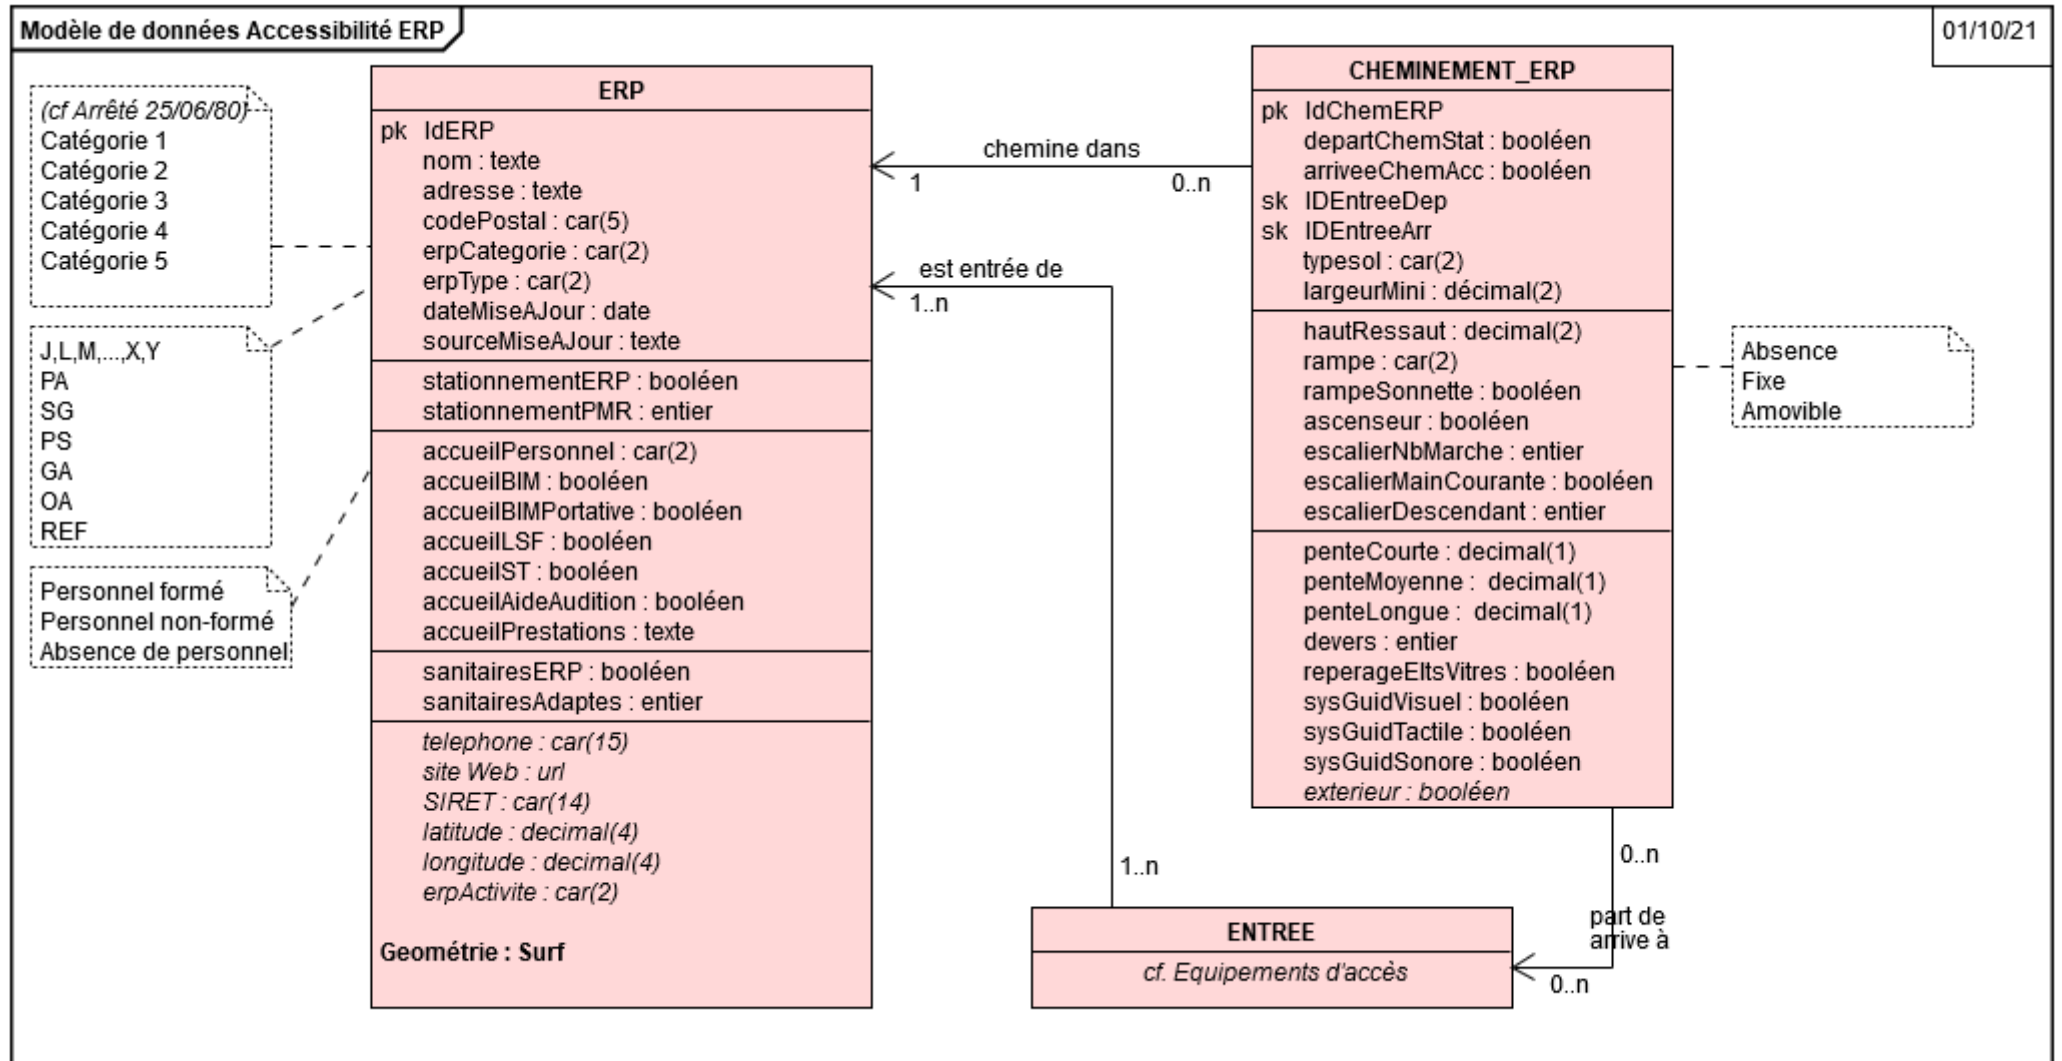 Modèle de données Accessibilité ERP
01/10/21
(cf Arrêté 25/06/80)
Catégorie 1
Catégorie 2
Catégorie 3
Catégorie 4
Catégorie 5
J,L,M,...,X,Y
PA
SG
PS
GA
OA
REF
Personnel formé
Personnel non-formé
Absence de personnel
ERP
pk IdERP
nom : texte
adresse : texte
codePostal : car(5)
erpCategorie : car(2)
erpType : car(2)
dateMiseAJour : date
sourceMiseAJour : texte
stationnementERP : booléen
stationnementPMR : entier
accueilPersonnel : car(2)
accueilBIM : booléen
accueilBIMPortative : booléen
accueilLSF : booléen
accueilST : booléen
accueilAideAudition : booléen
accueilPrestations : texte
sanitairesERP : booléen
sanitairesAdaptes : entier
telephone : car(15)
site Web : url
SIRET : car(14)
latitude : decimal(4)
longitude : decimal(4)
erpActivite : car(2)
Geométrie : Surf
chemine dans
1
0..n
est entrée de
1..n
1..n
CHEMINEMENT_ERP
pk IdChemERP
departChemStat : booléen
arriveeChemAcc : booléen
sk IDEntreeDep
sk IDEntreeArr
typesol : car(2)
largeurMini : décimal(2)
hautRessaut : decimal(2)
rampe : car(2)
rampeSonnette : booléen
ascenseur : booléen
escalierNbMarche : entier
escalierMainCourante : booléen
escalierDescendant : entier
penteCourte : decimal(1)
penteMoyenne : decimal(1)
penteLongue : decimal(1)
devers : entier
reperageEltsVitres : booléen
sysGuidVisuel : booléen
sysGuidTactile : booléen
sysGuidSonore : booléen
exterieur : booléen
Absence
Fixe
Amovible
0..n
part de
arrive à
0..n
ENTREE
cf. Equipements d'accès